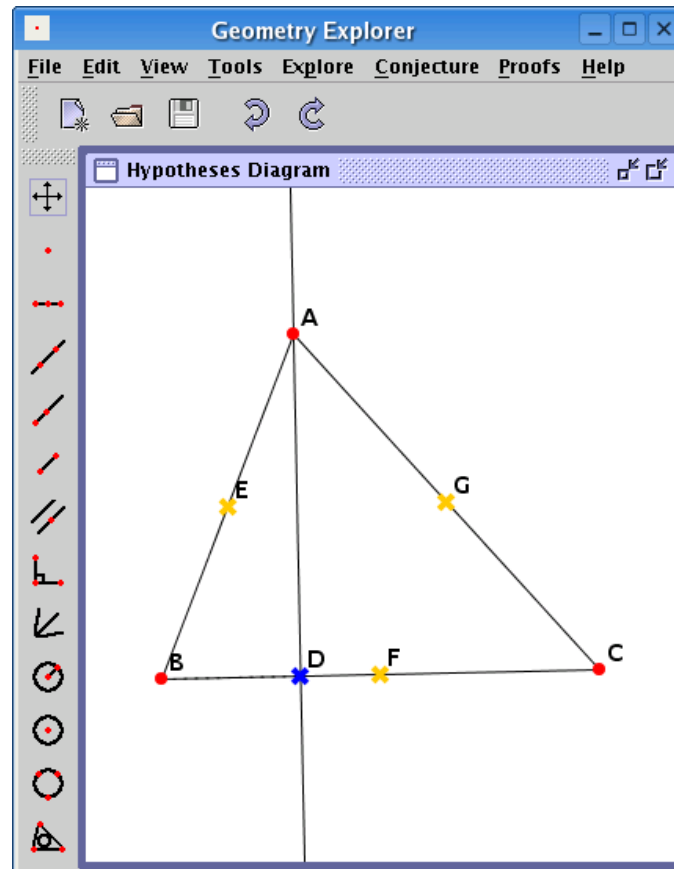 Geometry Explorer
File Edit View Tools Explore Conjecture Proofs Help
Hypotheses Diagram
A
E
G
B
D
F
C